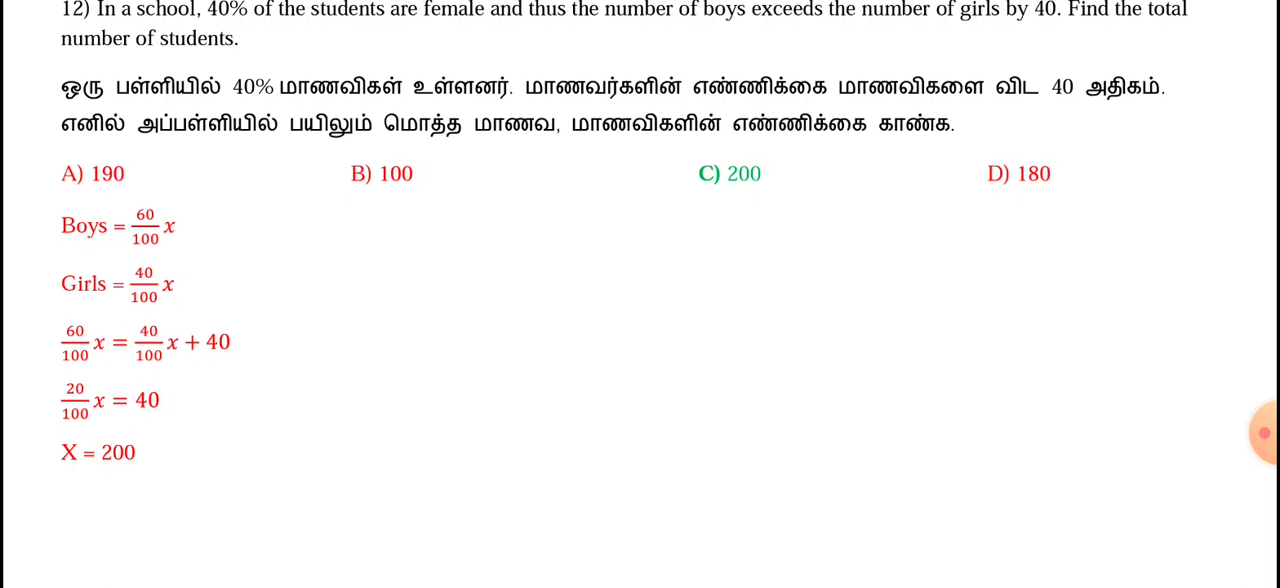 12) In a school, 40% of the students are female and thus the number of boys exceeds the number of girls by 40. Find the total
number of students.
ஒரு பள்ளியில் 40% மாணவிகள் உள்ளனர். மாணவர்களின் எண்ணிக்கை மாணவிகளை விட 40 அதிகம்.
எனில் அப்பள்ளியில் பயிலும் மொத்த மாணவ, மாணவிகளின் எண்ணிக்கை காண்க.
A) 190 B) 100 C) 200 D) 180
Boys = 60/100 x
Girls = 40/100 x
60/100 x = 40/100 x + 40
20/100 x = 40
X = 200